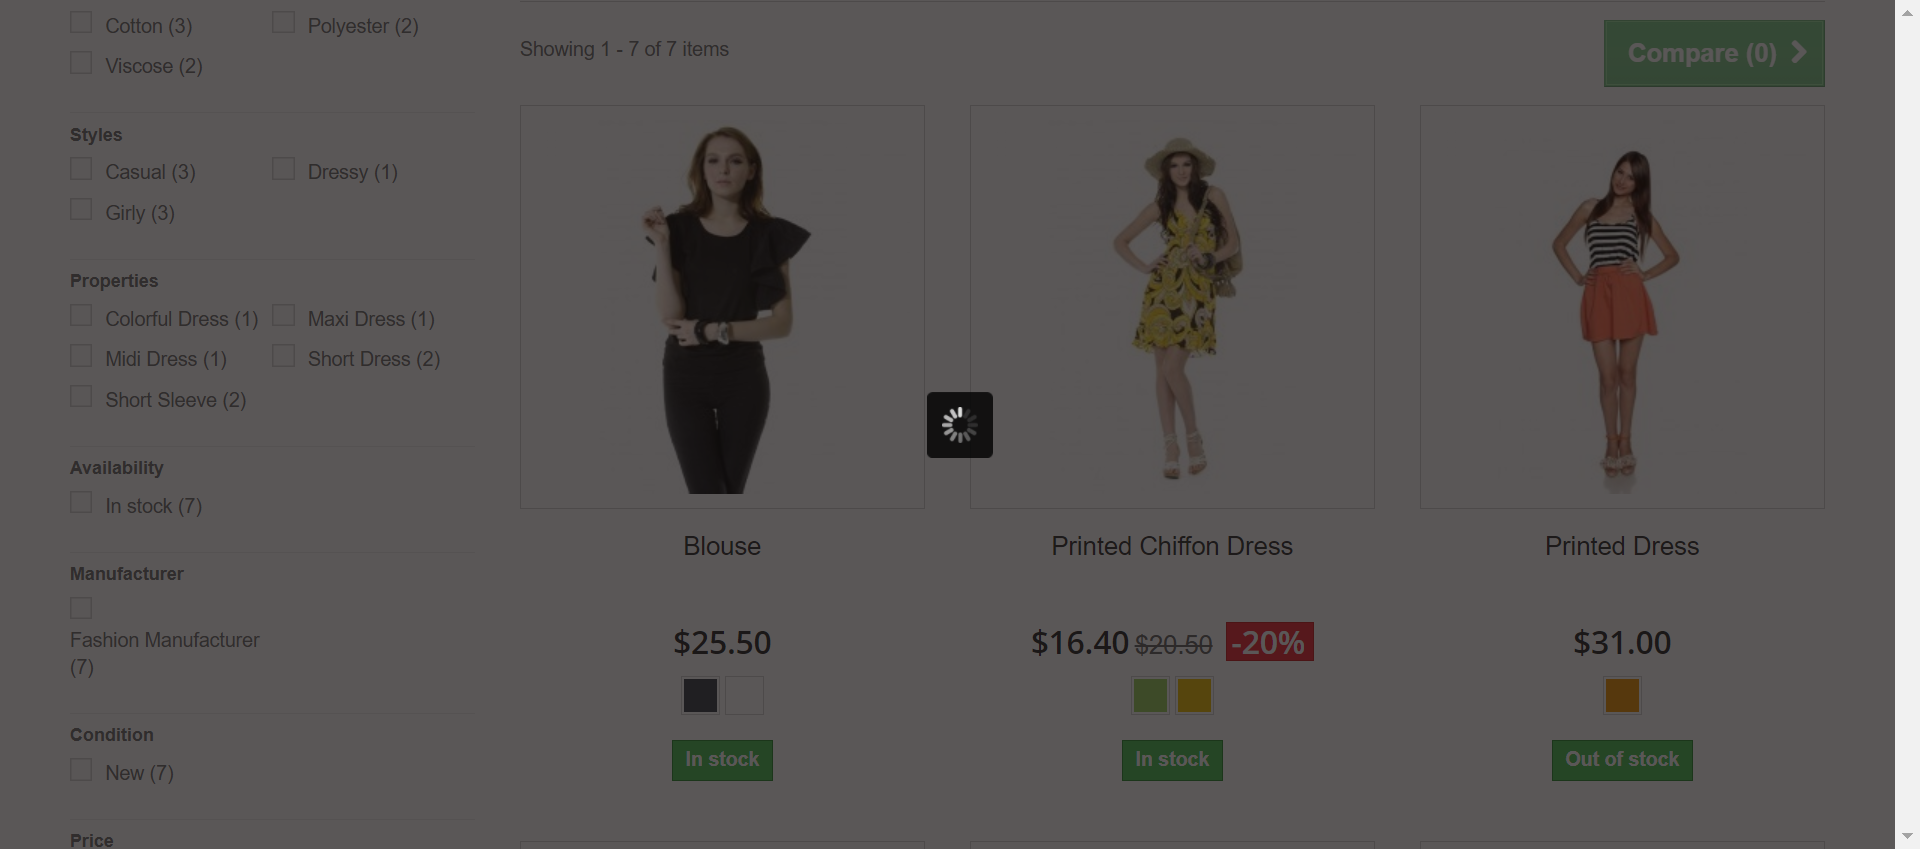 Cotton (3)
Polyester (2)
Viscose (2)
Styles
Casual (3)
Dressy (1)
Girly (3)
Properties
Colorful Dress (1)
Maxi Dress (1)
Midi Dress (1)
Short Dress (2)
Short Sleeve (2)
Availability
In stock (7)
Manufacturer
Fashion Manufacturer
(7)
Condition
New (7)
Price
Showing 1 - 7 of 7 items
Compare (0)
Blouse
$25.50
In stock
Printed Chiffon Dress
$16.40 $20.50 -20%
In stock
Printed Dress
$31.00
Out of stock